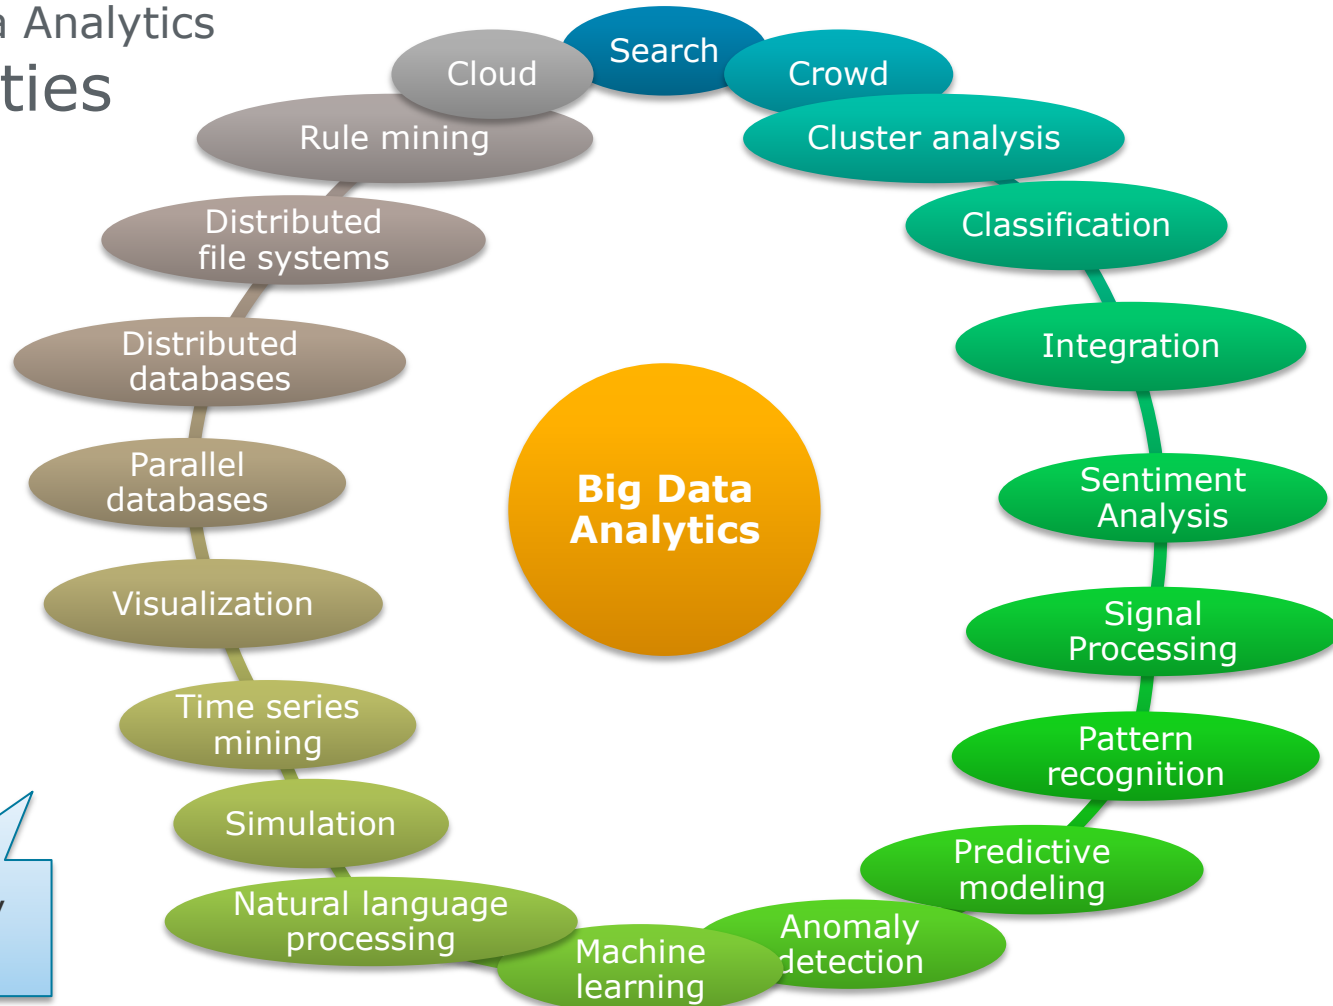 a Analytics
ties
Search
Crowd
Cluster analysis
Classification
Integration
Sentiment
Analysis
Signal
Processing
Pattern
recognition
Predictive
modeling
Anomaly
detection
Machine
learning
Natural language
processing
Simulation
Time series
mining
Visualization
Parallel
databases
Distributed
databases
Distributed
file systems
Rule mining
Cloud
Big Data
Analytics
y